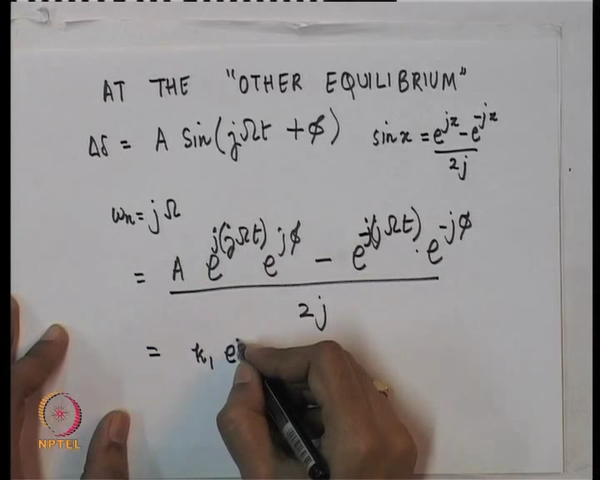 AT THE "OTHER EQUILIBRIUM"
Δδ = A sin(jΩt + φ) sin x = (e^{jx} - e^{-jx}) / 2j
ωn = jΩ
= (A e^{j(jΩt)} e^{jφ} - e^{-j(jΩt)} . e^{-jφ}) / 2j
= k₁ e
NPTEL